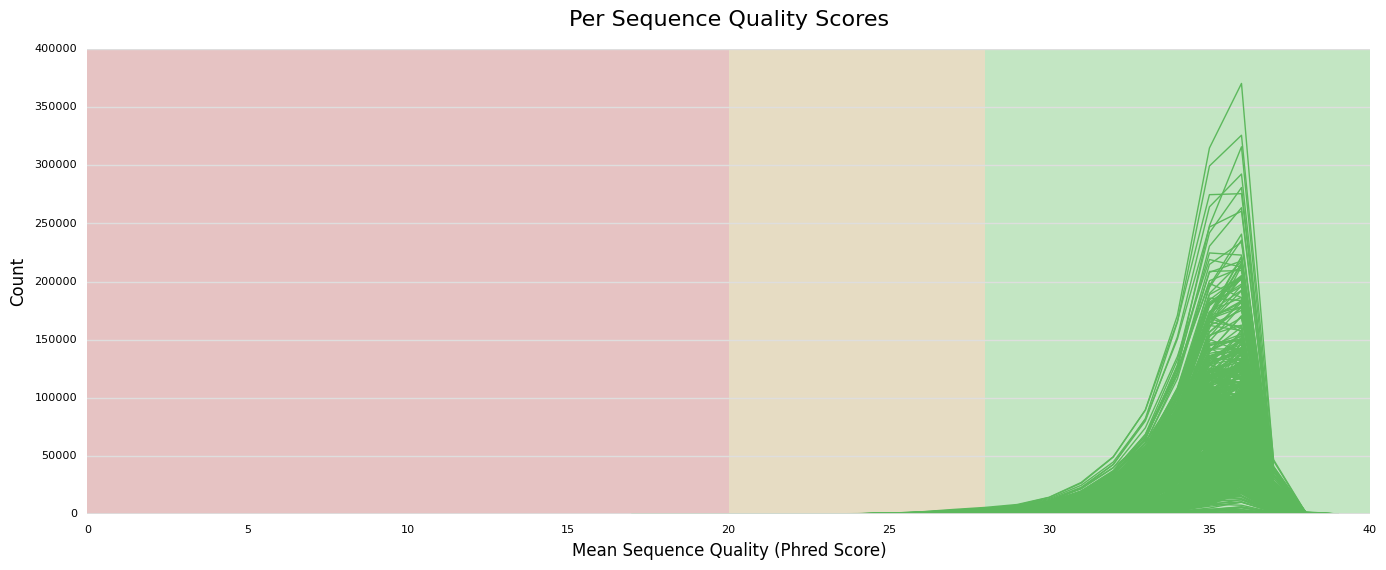 Per Sequence Quality Scores
400000
350000
300000
250000
200000
150000
100000
50000
0
Count
0 5 10 15 20 25 30 35 40
Mean Sequence Quality (Phred Score)